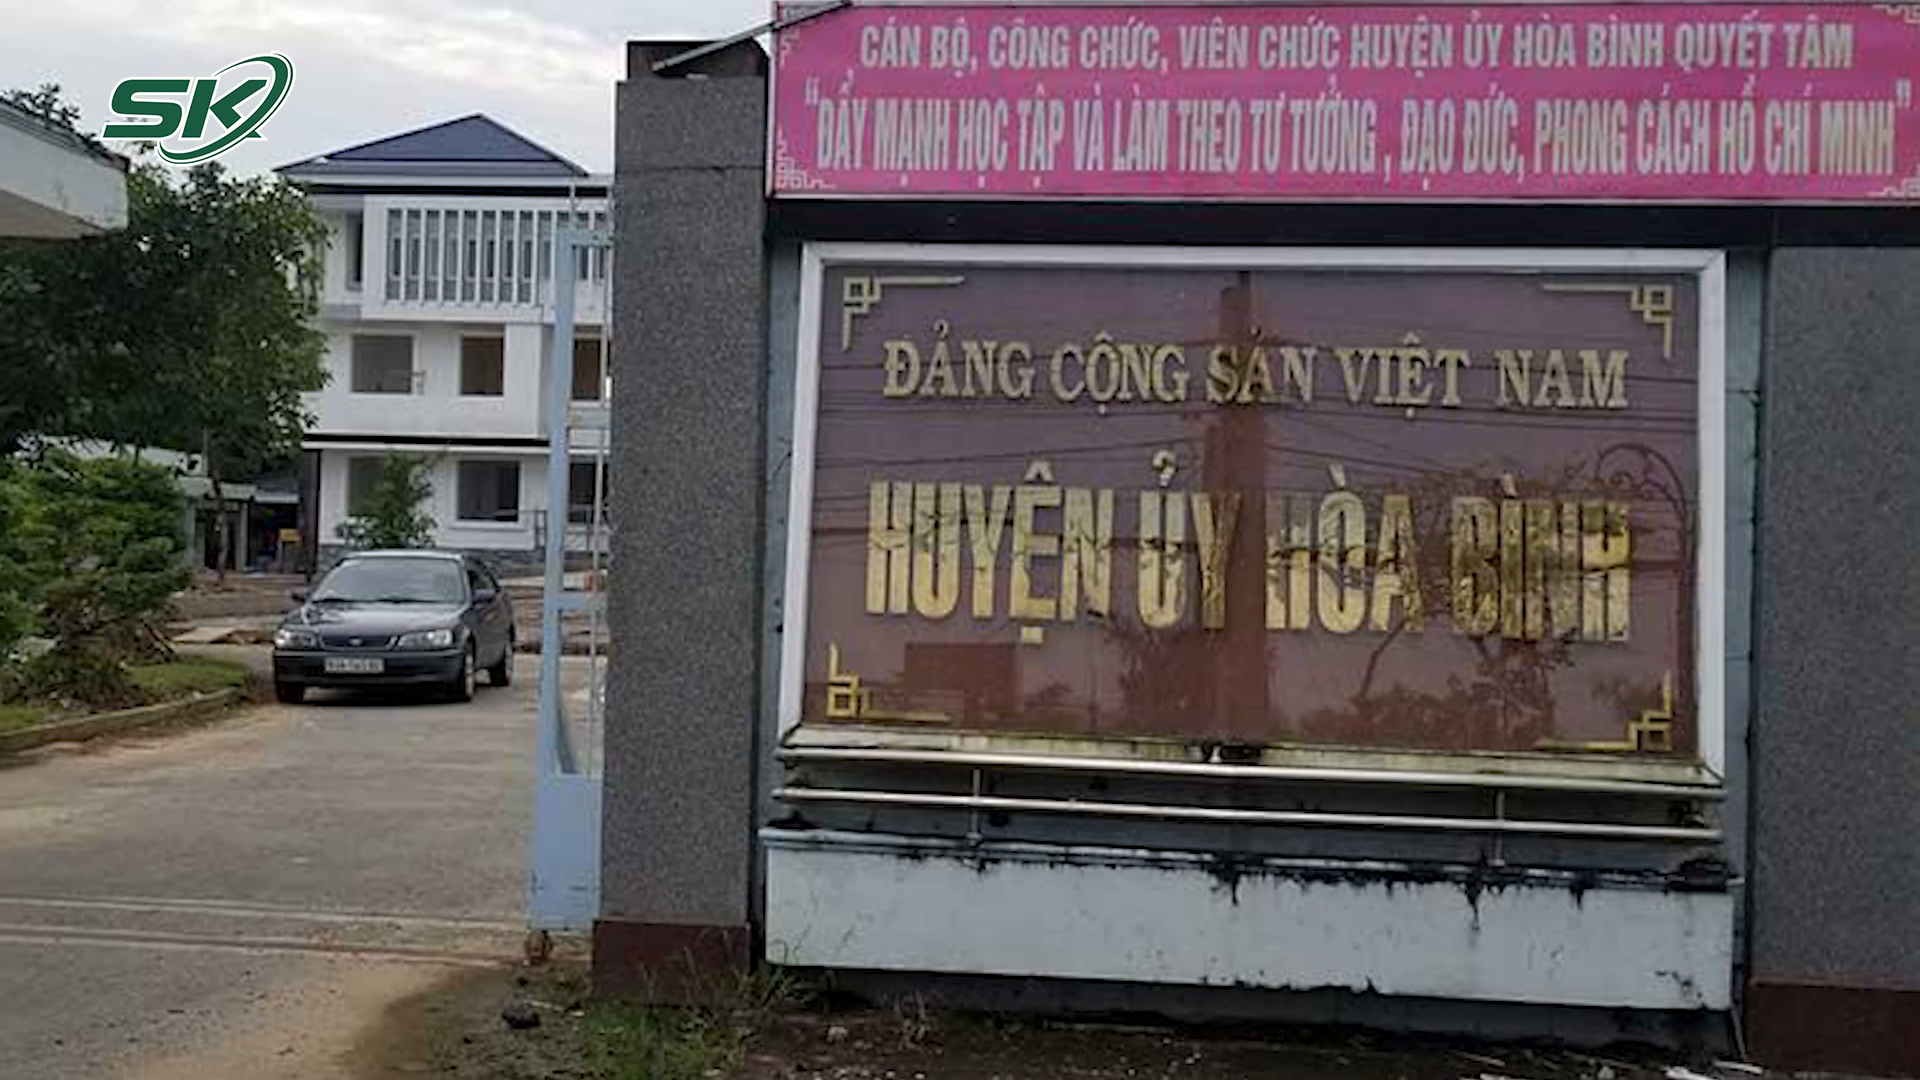 SK
CÁN BỘ, CÔNG CHỨC, VIÊN CHỨC HUYỆN ỦY HÒA BÌNH QUYẾT TÂM
"ĐẨY MẠNH HỌC TẬP VÀ LÀM THEO TƯ TƯỞNG, ĐẠO ĐỨC, PHONG CÁCH HỒ CHÍ MINH"
ĐẢNG CỘNG SẢN VIỆT NAM
HUYỆN ỦY HÒA BÌNH